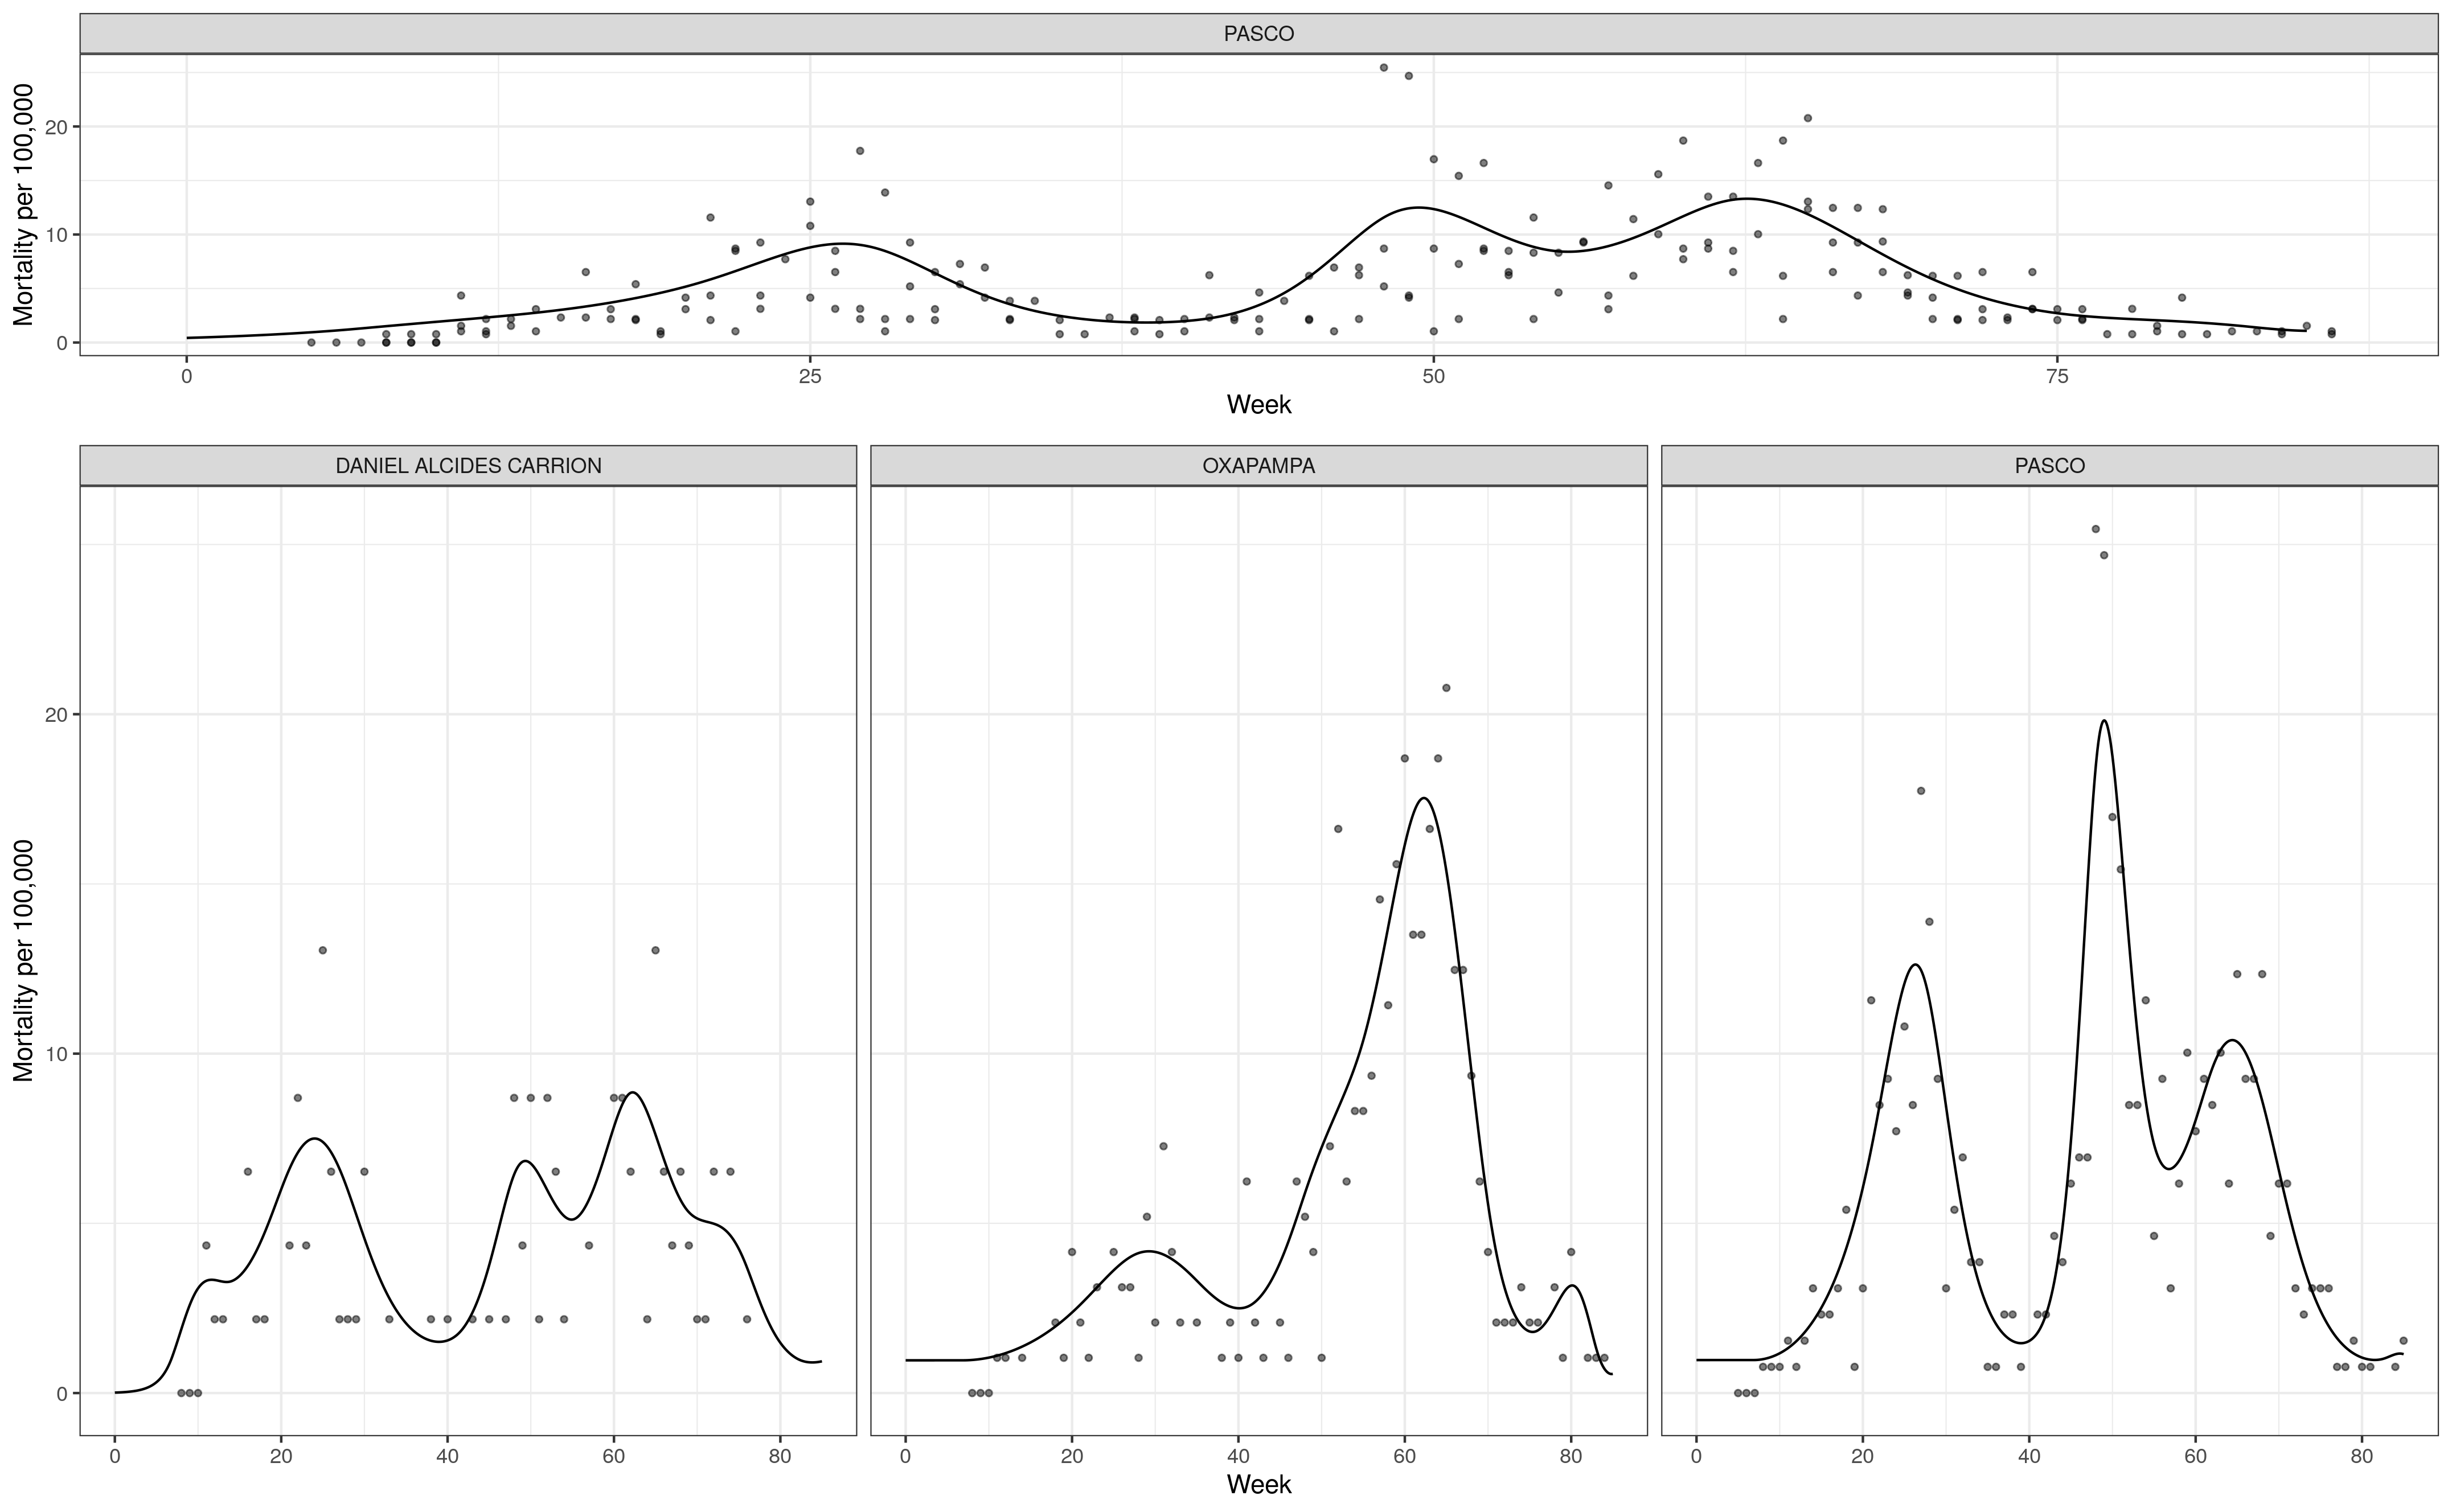 PASCO
Mortality per 100,000
20
10
0
0 25 50 75
Week
DANIEL ALCIDES CARRION OXAPAMPA PASCO
Mortality per 100,000
20
10
0
0 20 40 60 80 0 20 40 60 80 0 20 40 60 80
Week